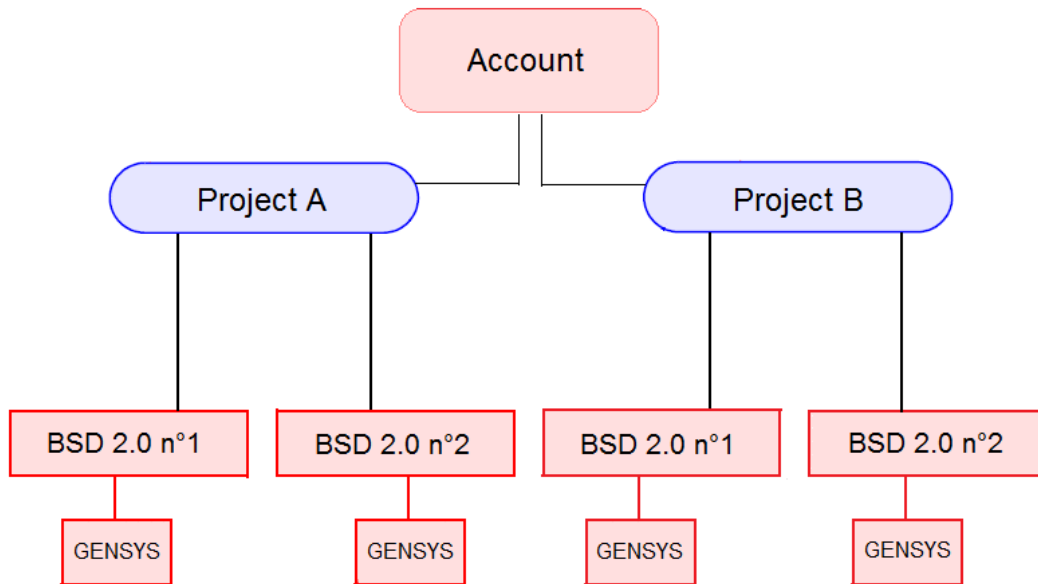 Account
Project A
Project B
BSD 2.0 n°1
BSD 2.0 n°2
BSD 2.0 n°1
BSD 2.0 n°2
GENSYS
GENSYS
GENSYS
GENSYS